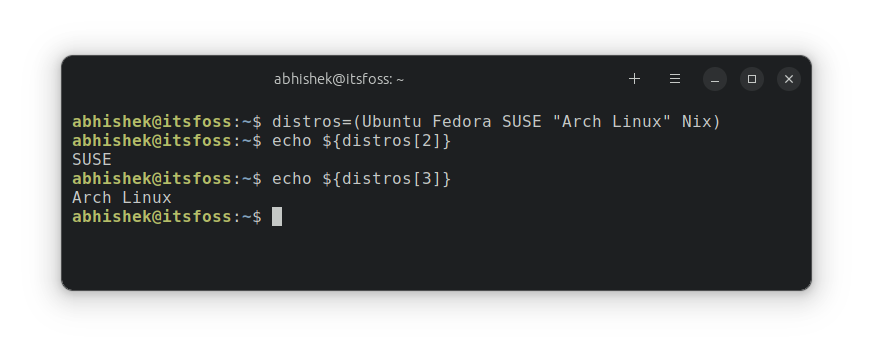 abhishek@itsfoss: ~
abhishek@itsfoss:~$ distros=(Ubuntu Fedora SUSE "Arch Linux" Nix)
abhishek@itsfoss:~$ echo ${distros[2]}
SUSE
abhishek@itsfoss:~$ echo ${distros[3]}
Arch Linux
abhishek@itsfoss:~$